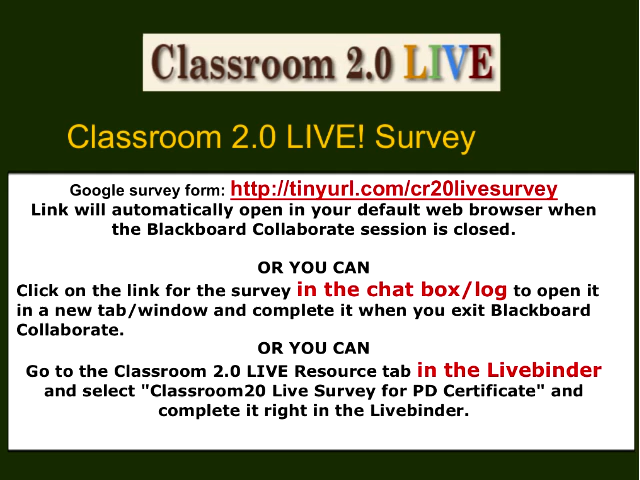 Classroom 2.0 LIVE
Classroom 2.0 LIVE! Survey
Google survey form: http://tinyurl.com/cr20livesurvey
Link will automatically open in your default web browser when
the Blackboard Collaborate session is closed.
OR YOU CAN
Click on the link for the survey in the chat box/log to open it
in a new tab/window and complete it when you exit Blackboard
Collaborate.
OR YOU CAN
Go to the Classroom 2.0 LIVE Resource tab in the Livebinder
and select "Classroom20 Live Survey for PD Certificate" and
complete it right in the Livebinder.